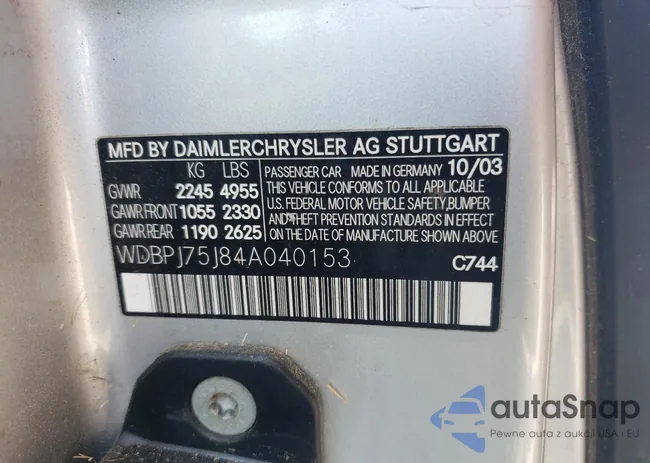 MFD BY DAIMLERCHRYSLER AG STUTTGART
KG LBS
GVWR 2245 4955
GAWR FRONT 1055 2330
GAWR REAR 1190 2625
PASSENGER CAR MADE IN GERMANY 10/03
THIS VEHICLE CONFORMS TO ALL APPLICABLE
U.S. FEDERAL MOTOR VEHICLE SAFETY,BUMPER
AND THEFT PREVENTION STANDARDS IN EFFECT
ON THE DATE OF MANUFACTURE SHOWN ABOVE
WDBPJ75J84A040153
C744
autaSnap
Pewne auta z aukcji USA - EU